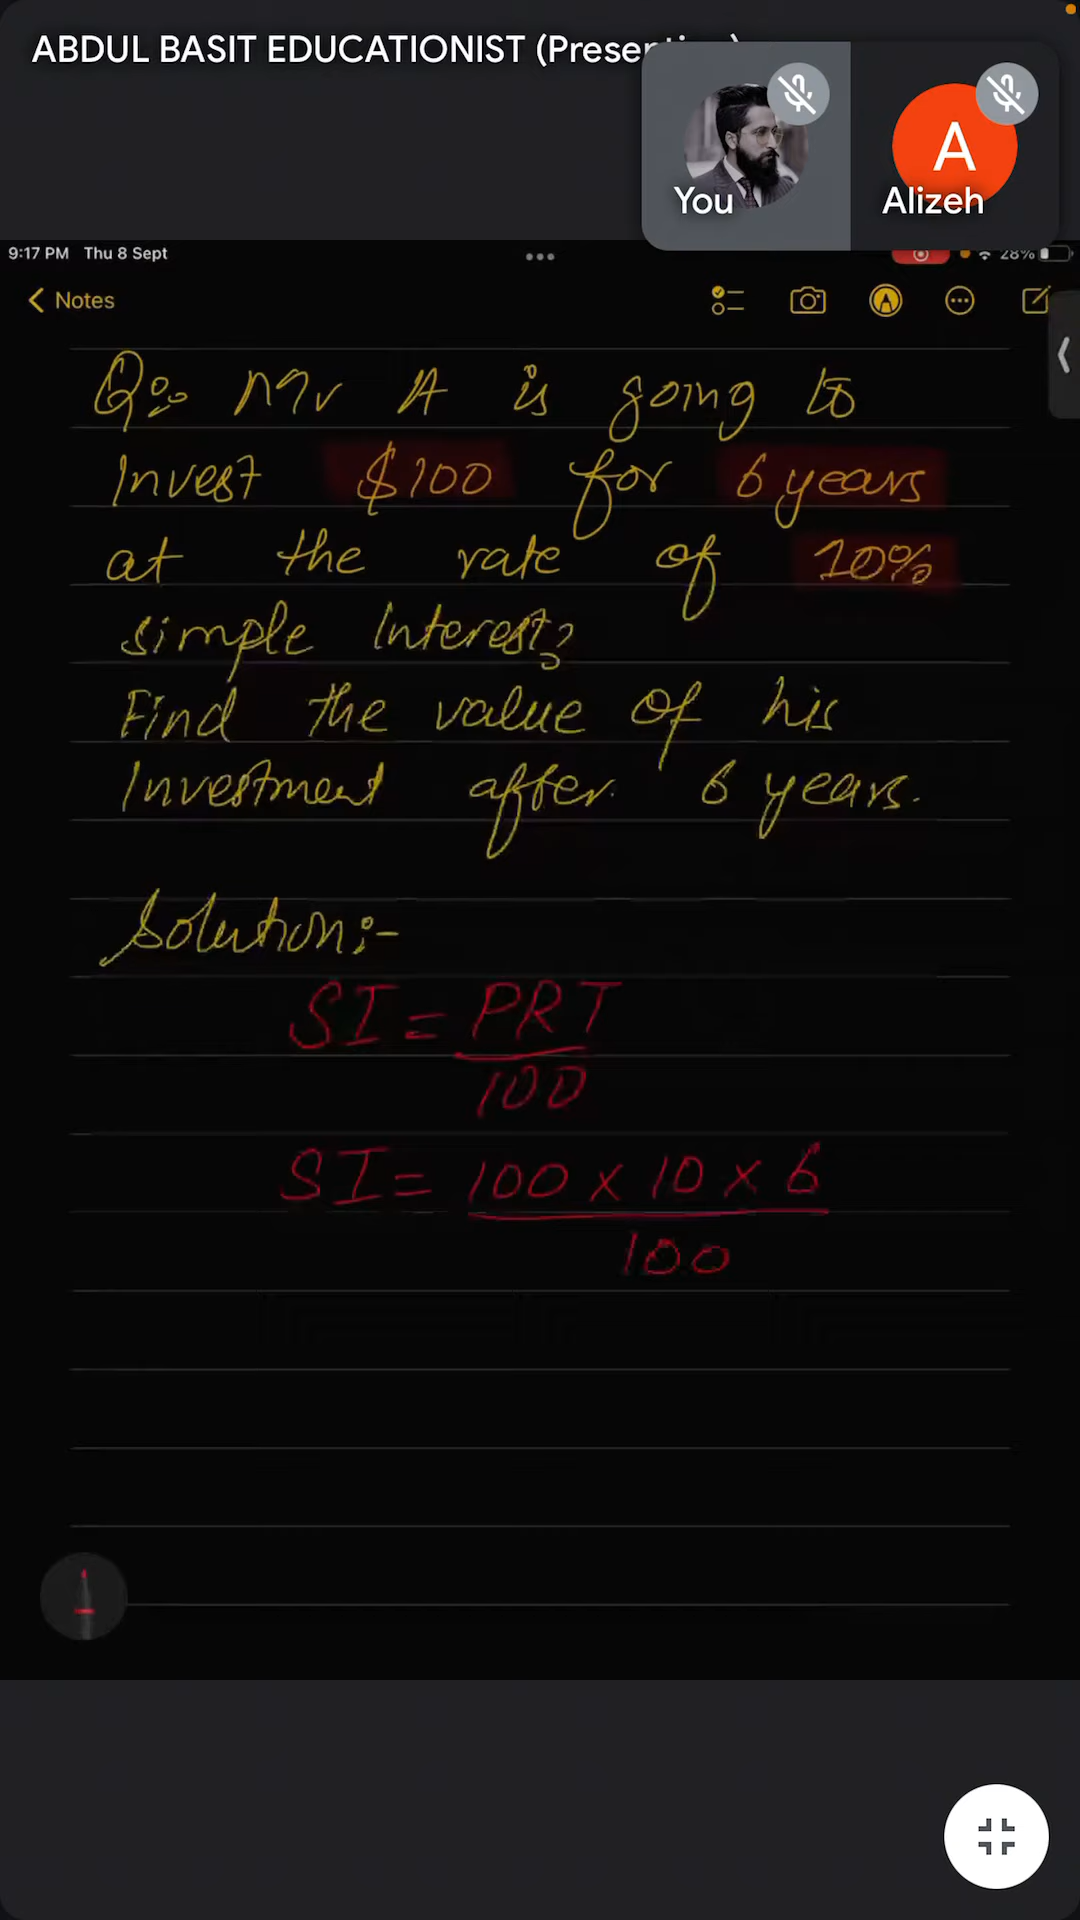 ABDUL BASIT EDUCATIONIST
You
Alizeh
A
9:17 PM Thu 8 Sept
28%
Notes
Q:- Mr A is going to
Invest $100 for 6 years
at the rate of 10%
simple Interest?
Find the value of his
Investment after 6 years.
Solution:-
SI = PRT
100
SI = 100 x 10 x 6
100